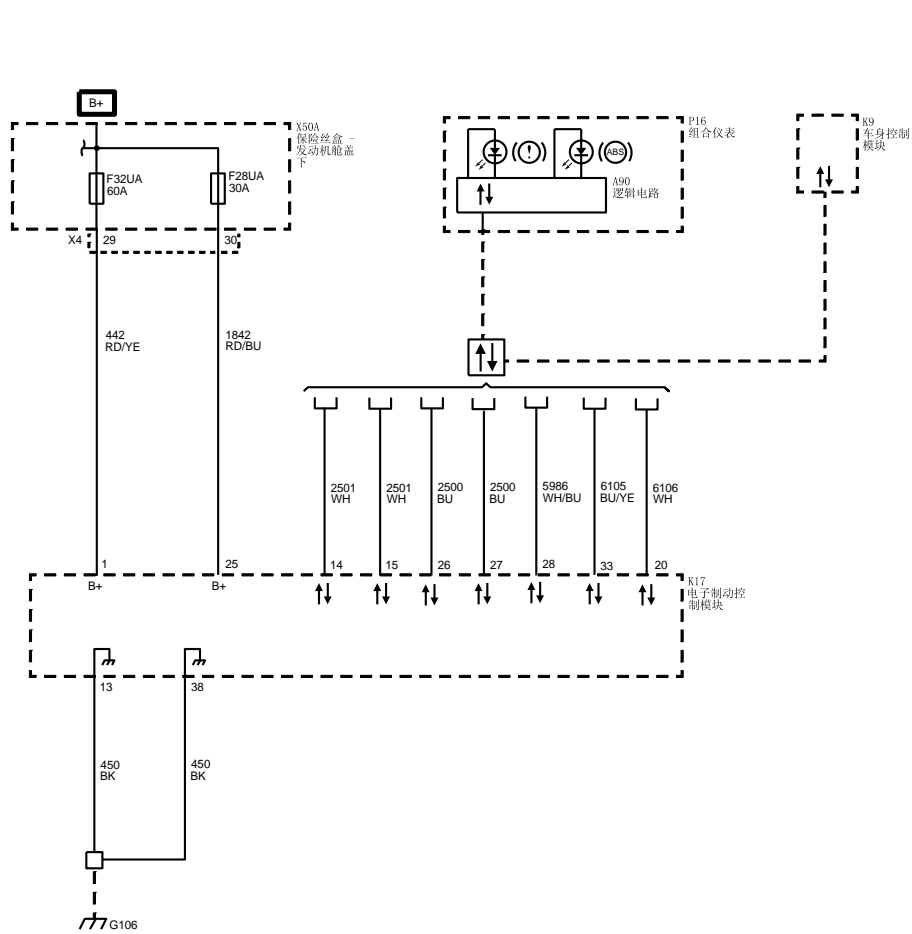 B+
X50A
保险丝盒 -
发动机舱盖
下
F32UA
60A
F28UA
30A
X4
29
30
P16
组合仪表
ABS
A90
逻辑电路
K9
车身控制
模块
442
RD/YE
1842
RD/BU
2501
WH
2501
WH
2500
BU
2500
BU
5986
WH/BU
6105
BU/YE
6106
WH
1
25
14
15
26
27
28
33
20
B+
B+
K17
电子制动控
制模块
13
38
450
BK
450
BK
G106